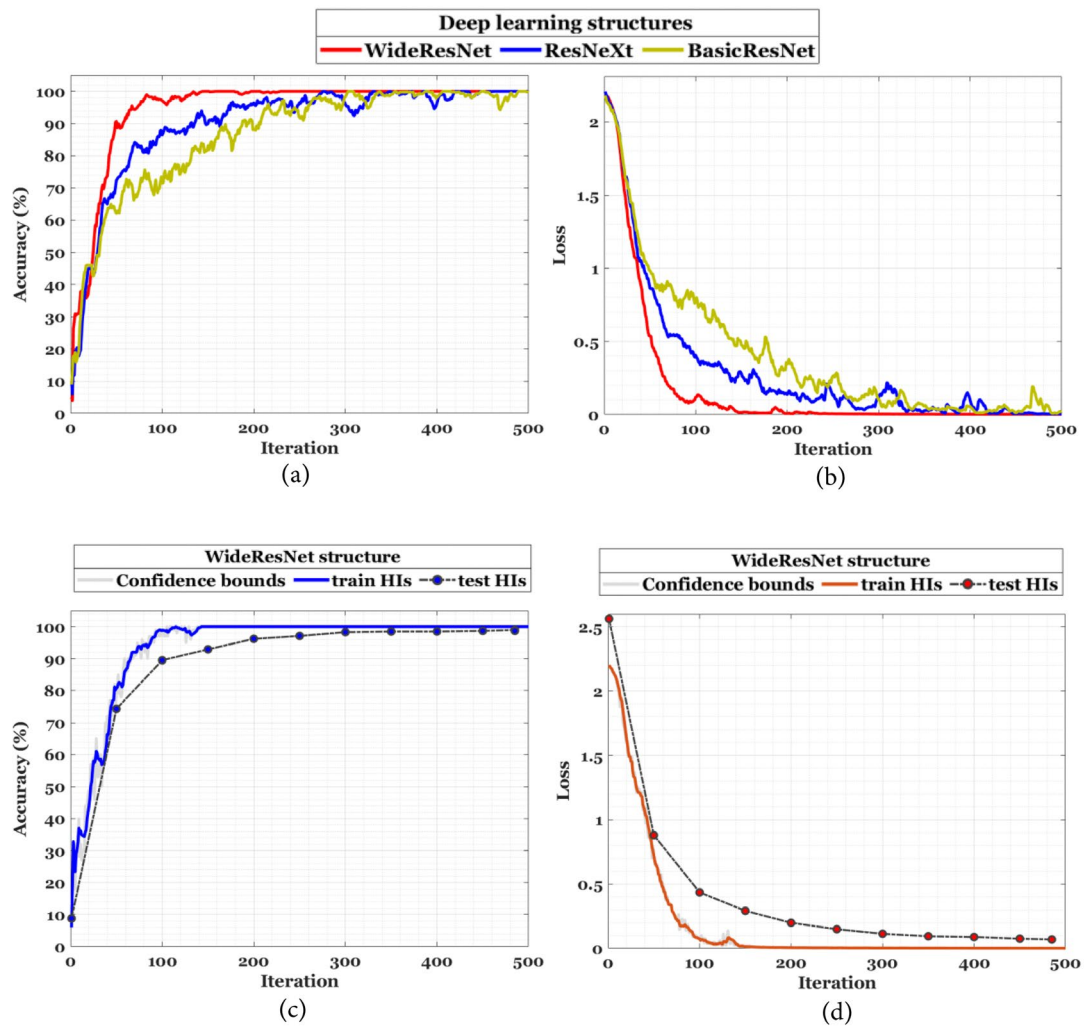 Deep learning structures
WideResNet ResNeXt BasicResNet
100
90
80
70
60
50
40
30
20
10
0
Accuracy (%)
0 100 200 300 400 500
Iteration
(a)
2
1.5
1
0.5
0
Loss
0 100 200 300 400 500
Iteration
(b)
WideResNet structure
Confidence bounds train HIs test HIs
100
90
80
70
60
50
40
30
20
10
0
Accuracy (%)
0 100 200 300 400 500
Iteration
(c)
WideResNet structure
Confidence bounds train HIs test HIs
2.5
2
1.5
1
0.5
0
Loss
0 100 200 300 400 500
Iteration
(d)